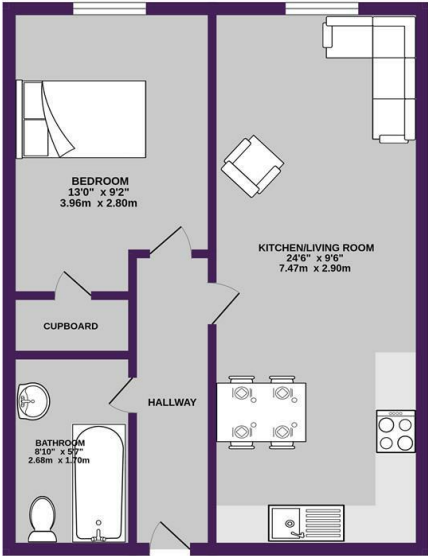 BEDROOM
13'0" x 9'2"
3.96m x 2.80m
KITCHEN/LIVING ROOM
24'6" x 9'6"
7.47m x 2.90m
CUPBOARD
HALLWAY
BATHROOM
8'10" x 5'7"
2.68m x 1.70m